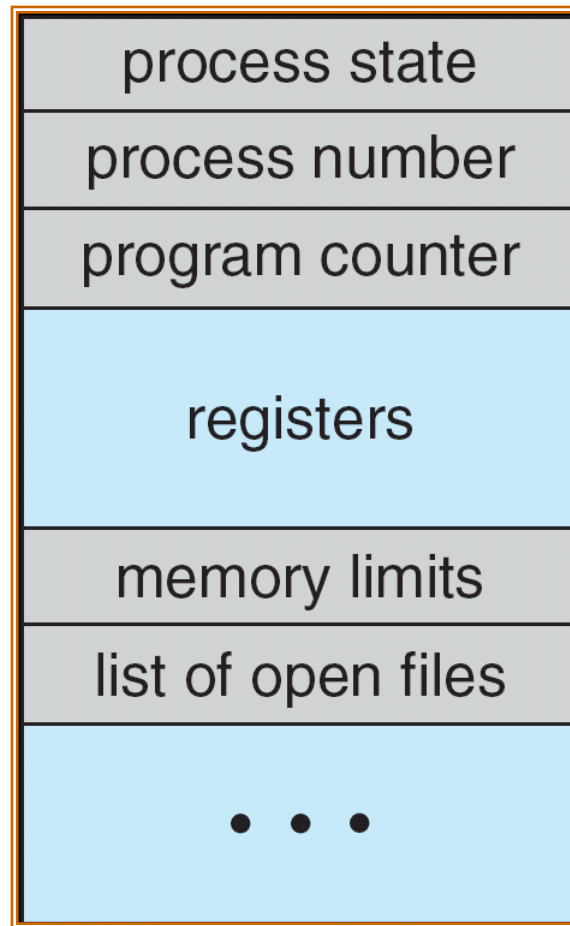 process state
process number
program counter
registers
memory limits
list of open files
• • •